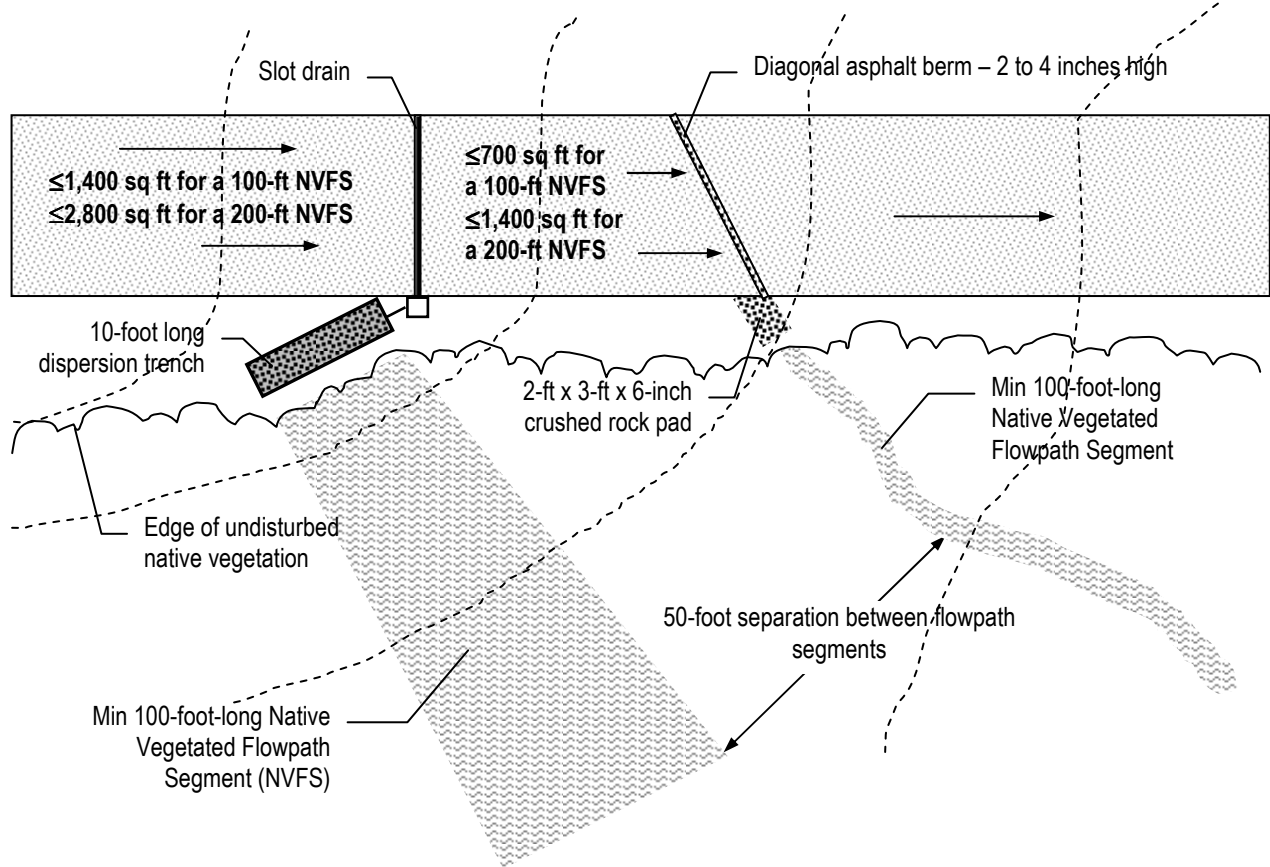 Slot drain
Diagonal asphalt berm – 2 to 4 inches high
≤1,400 sq ft for a 100-ft NVFS
≤2,800 sq ft for a 200-ft NVFS
≤700 sq ft for
a 100-ft NVFS
≤1,400 sq ft for
a 200-ft NVFS
10-foot long
dispersion trench
2-ft x 3-ft x 6-inch
crushed rock pad
Min 100-foot-long
Native Vegetated
Flowpath Segment
Edge of undisturbed
native vegetation
50-foot separation between flowpath
segments
Min 100-foot-long Native
Vegetated Flowpath
Segment (NVFS)